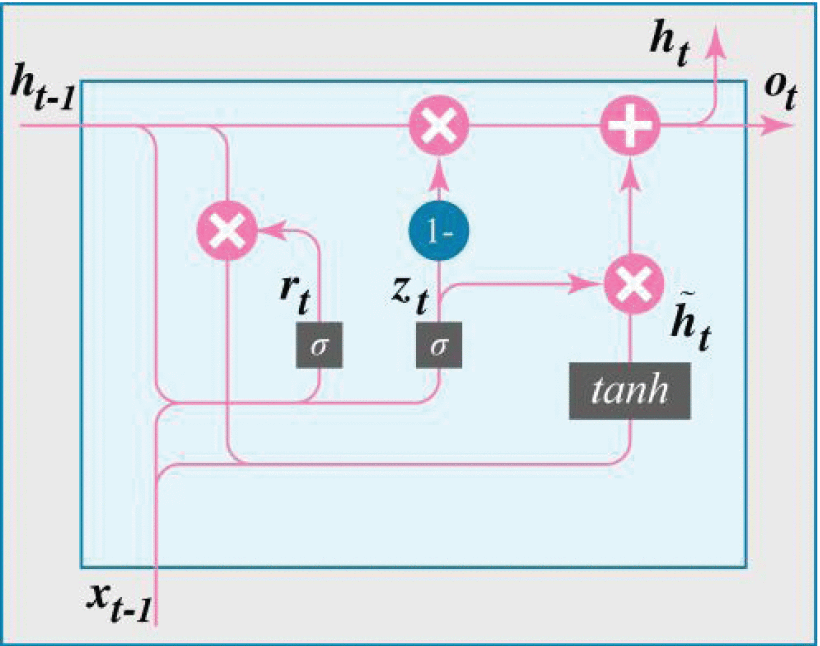 h_t
h_{t-1}
o_t
1-
r_t
z_t
h̃_t
σ
σ
tanh
x_{t-1}